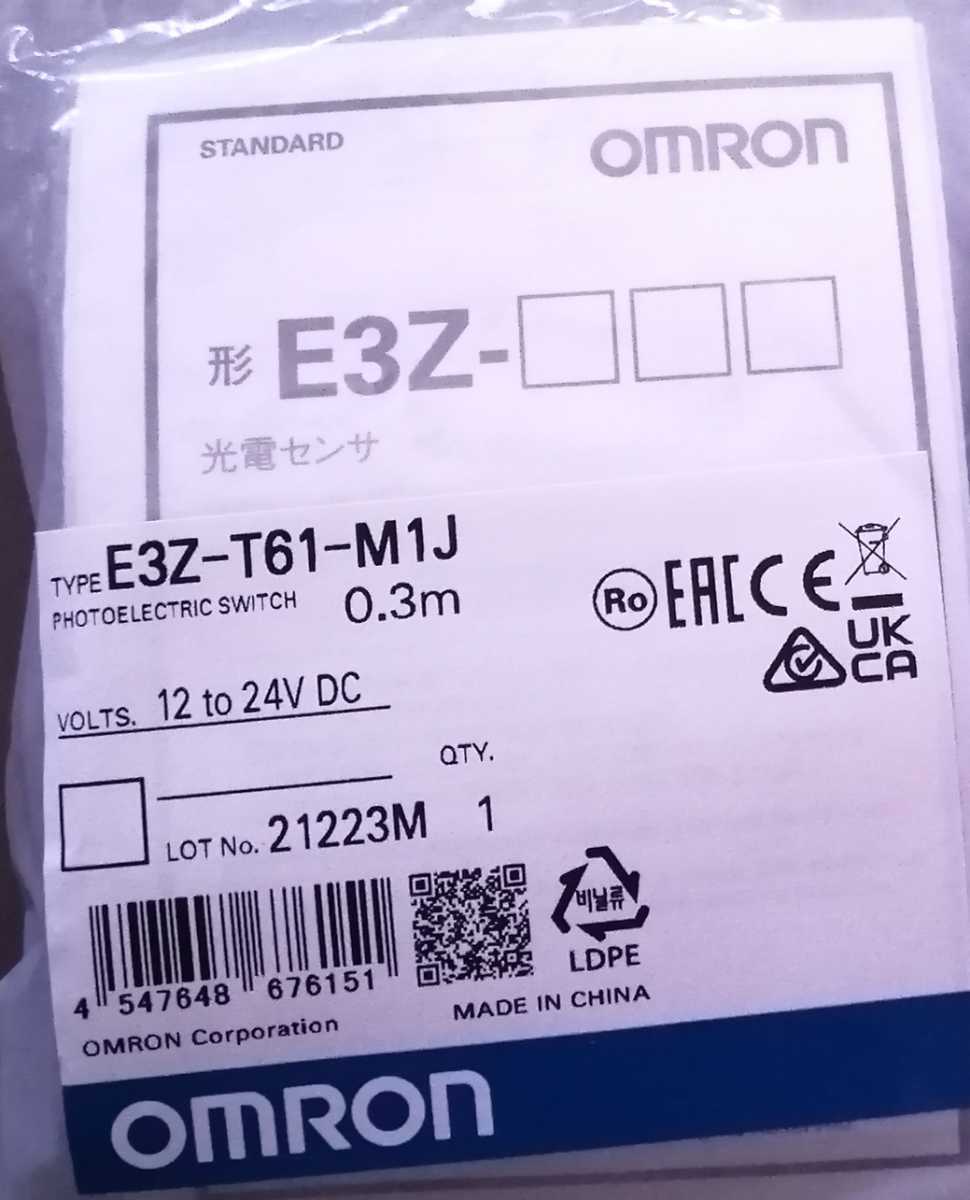 STANDARD
OMRON
形 E3Z-□□□
光電センサ
TYPE E3Z-T61-M1J
PHOTOELECTRIC SWITCH 0.3m
Ro EAC CE
UK
CA
VOLTS. 12 to 24V DC
QTY.
LOT No. 21223M 1
비닐류
LDPE
4 547648 676151
MADE IN CHINA
OMRON Corporation
OMRON